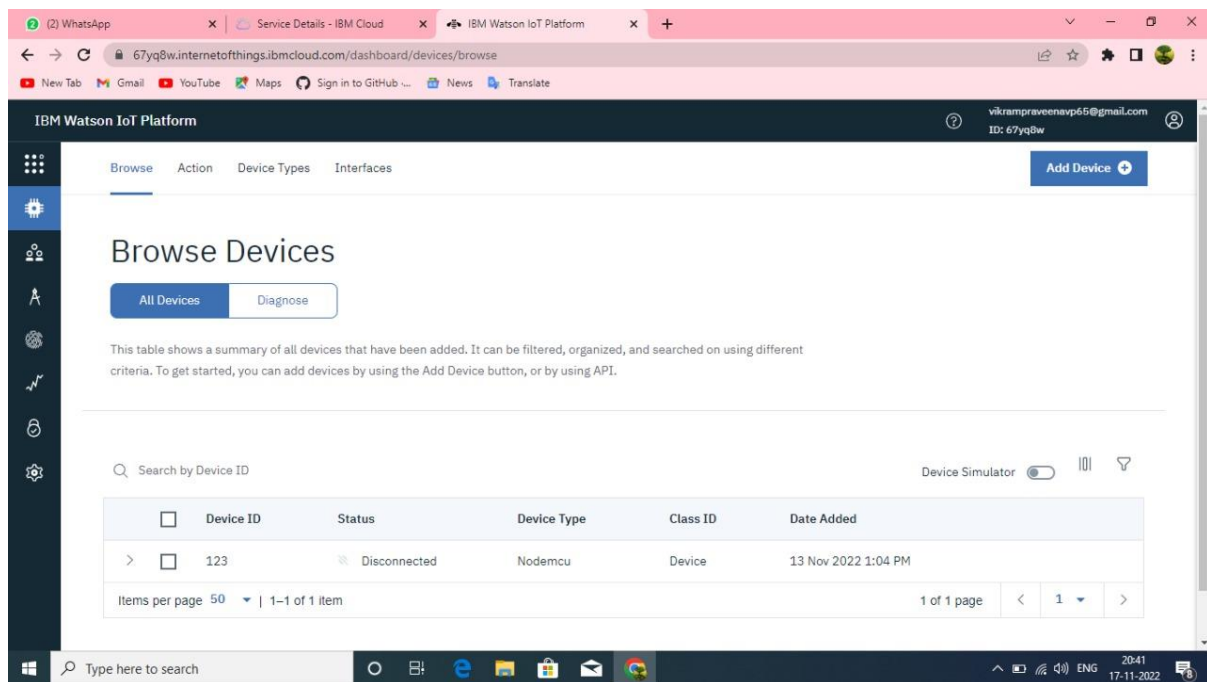 (2) WhatsApp
Service Details - IBM Cloud
IBM Watson IoT Platform
67yq8w.internetofthings.ibmcloud.com/dashboard/devices/browse
New Tab Gmail YouTube Maps Sign in to GitHub ·... News Translate
IBM Watson IoT Platform
vikrampraveenavp65@gmail.com
ID: 67yq8w
Browse Action Device Types Interfaces Add Device
Browse Devices
All Devices Diagnose
This table shows a summary of all devices that have been added. It can be filtered, organized, and searched on using different
criteria. To get started, you can add devices by using the Add Device button, or by using API.
Search by Device ID Device Simulator
Device ID Status Device Type Class ID Date Added
123 Disconnected Nodemcu Device 13 Nov 2022 1:04 PM
Items per page 50 | 1–1 of 1 item 1 of 1 page 1
Type here to search ENG 20:41
17-11-2022 8